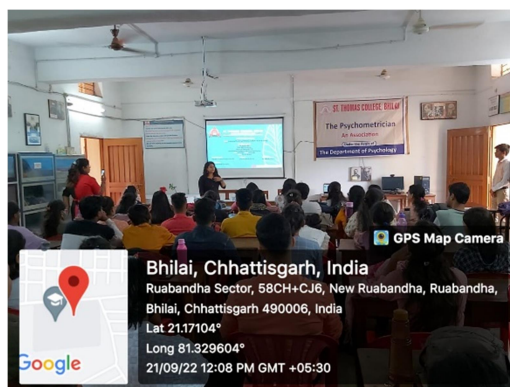 ST. THOMAS COLLEGE, BHILAI
The Psychometrician
An Association
The Department of Psychology
GPS Map Camera
Bhilai, Chhattisgarh, India
Ruabandha Sector, 58CH+CJ6, New Ruabandha, Ruabandha,
Bhilai, Chhattisgarh 490006, India
Lat 21.17104°
Long 81.329604°
21/09/22 12:08 PM GMT +05:30
Google